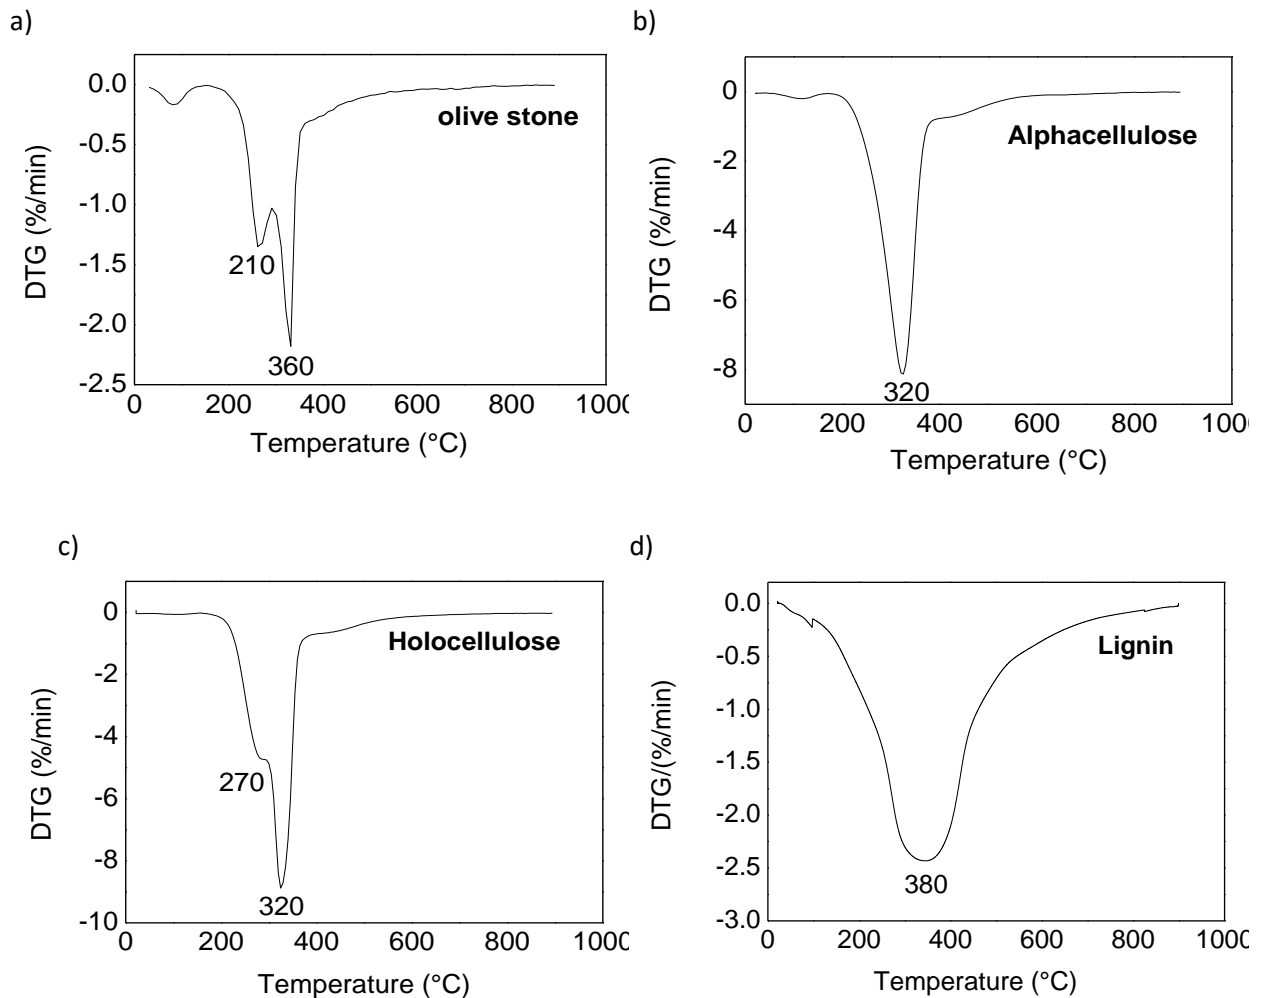 a)
0.0
-0.5
-1.0
-1.5
-2.0
-2.5
DTG (%/min)
olive stone
210
360
0 200 400 600 800 1000
Temperature (°C)
b)
0
-2
-4
-6
-8
DTG (%/min)
Alphacellulose
320
0 200 400 600 800 1000
Temperature (°C)
c)
0
-2
-4
-6
-8
-10
DTG (%/min)
Holocellulose
270
320
0 200 400 600 800 1000
Temperature (°C)
d)
0.0
-0.5
-1.0
-1.5
-2.0
-2.5
-3.0
DTG/(%/min)
Lignin
380
0 200 400 600 800 1000
Temperature (°C)